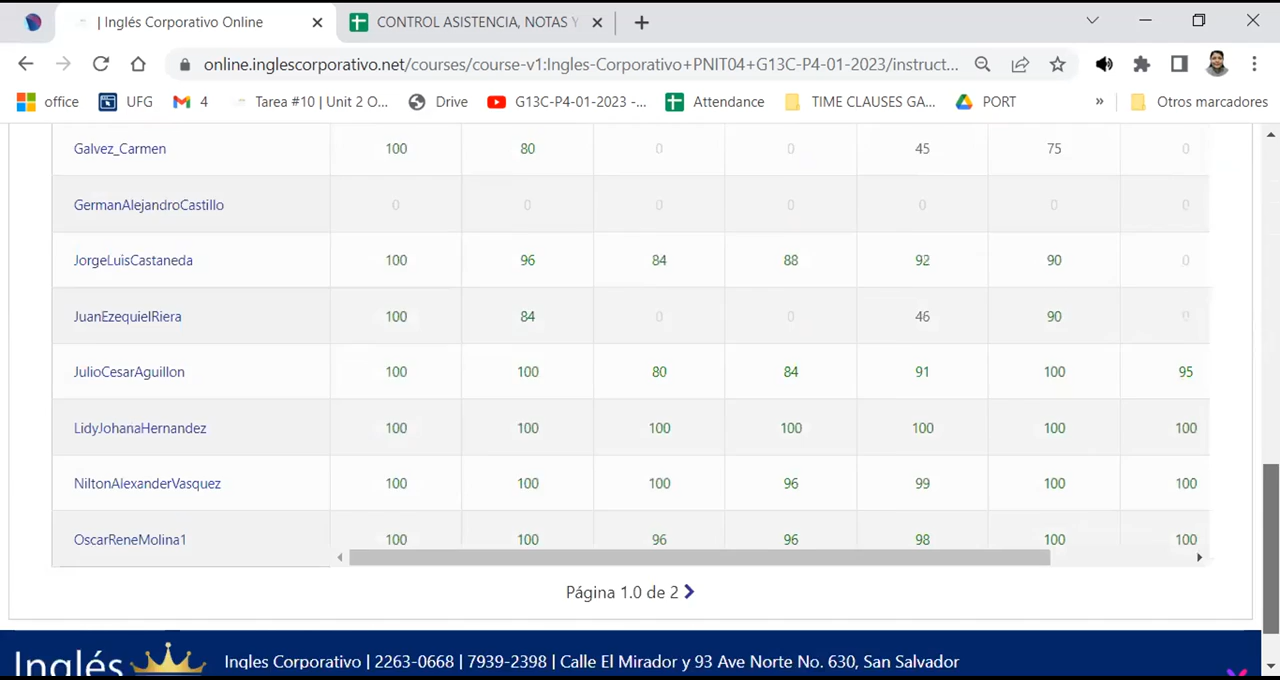 | Inglés Corporativo Online
CONTROL ASISTENCIA, NOTAS Y
online.inglescorporativo.net/courses/course-v1:Ingles-Corporativo+PNIT04+G13C-P4-01-2023/instruct...
office UFG 4 Tarea #10 | Unit 2 O... Drive G13C-P4-01-2023 -... Attendance TIME CLAUSES GA... PORT » Otros marcadores
Galvez_Carmen 100 80 0 0 45 75 0
GermanAlejandroCastillo 0 0 0 0 0 0 0
JorgeLuisCastaneda 100 96 84 88 92 90 0
JuanEzequielRiera 100 84 0 0 46 90 0
JulioCesarAguillon 100 100 80 84 91 100 95
LidyJohanaHernandez 100 100 100 100 100 100 100
NiltonAlexanderVasquez 100 100 100 96 99 100 100
OscarReneMolina1 100 100 96 96 98 100 100
Página 1.0 de 2
Inglés
Ingles Corporativo | 2263-0668 | 7939-2398 | Calle El Mirador y 93 Ave Norte No. 630, San Salvador